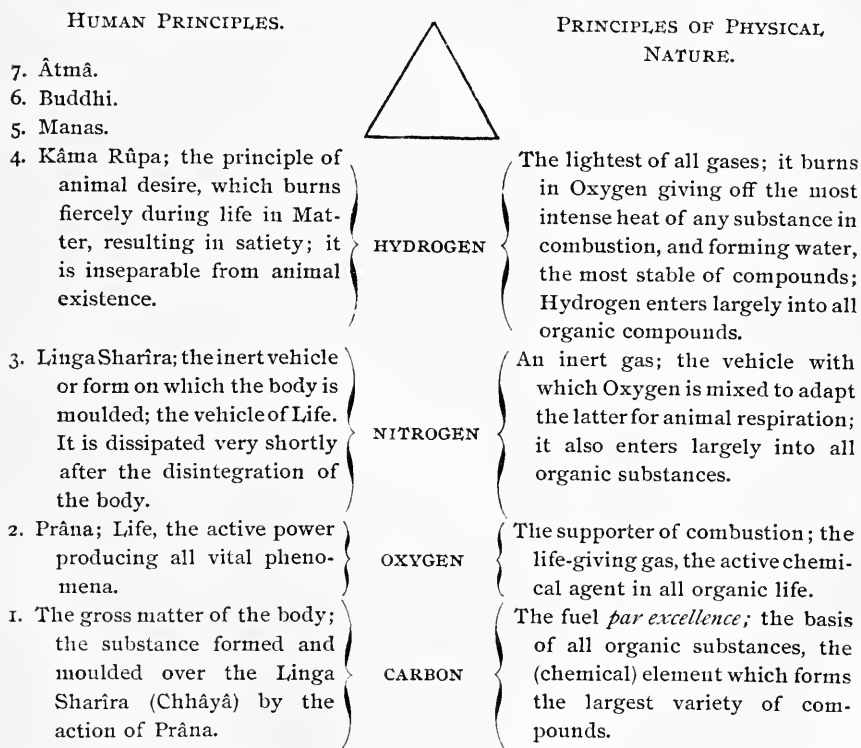 HUMAN PRINCIPLES.
7. Âtmâ.
6. Buddhi.
5. Manas.
4. Kâma Rûpa; the principle of
animal desire, which burns
fiercely during life in Mat-
ter, resulting in satiety; it
is inseparable from animal
existence.
3. Linga Sharîra; the inert vehicle
or form on which the body is
moulded; the vehicle of Life.
It is dissipated very shortly
after the disintegration of
the body.
2. Prâna; Life, the active power
producing all vital pheno-
mena.
1. The gross matter of the body;
the substance formed and
moulded over the Linga
Sharîra (Chhâyâ) by the
action of Prâna.
HYDROGEN
NITROGEN
OXYGEN
CARBON
PRINCIPLES OF PHYSICAL
NATURE.
The lightest of all gases; it burns
in Oxygen giving off the most
intense heat of any substance in
combustion, and forming water,
the most stable of compounds;
Hydrogen enters largely into all
organic compounds.
An inert gas; the vehicle with
which Oxygen is mixed to adapt
the latter for animal respiration;
it also enters largely into all
organic substances.
The supporter of combustion; the
life-giving gas, the active chemi-
cal agent in all organic life.
The fuel par excellence; the basis
of all organic substances, the
(chemical) element which forms
the largest variety of com-
pounds.